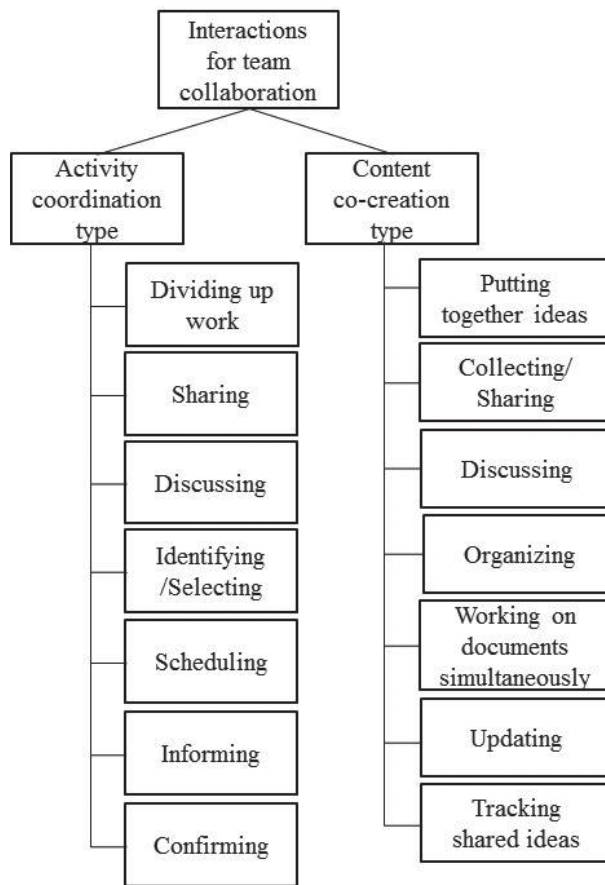 Interactions
for team
collaboration
Activity
coordination
type
Content
co-creation
type
Dividing up
work
Sharing
Discussing
Identifying
/Selecting
Scheduling
Informing
Confirming
Putting
together ideas
Collecting/
Sharing
Discussing
Organizing
Working on
documents
simultaneously
Updating
Tracking
shared ideas